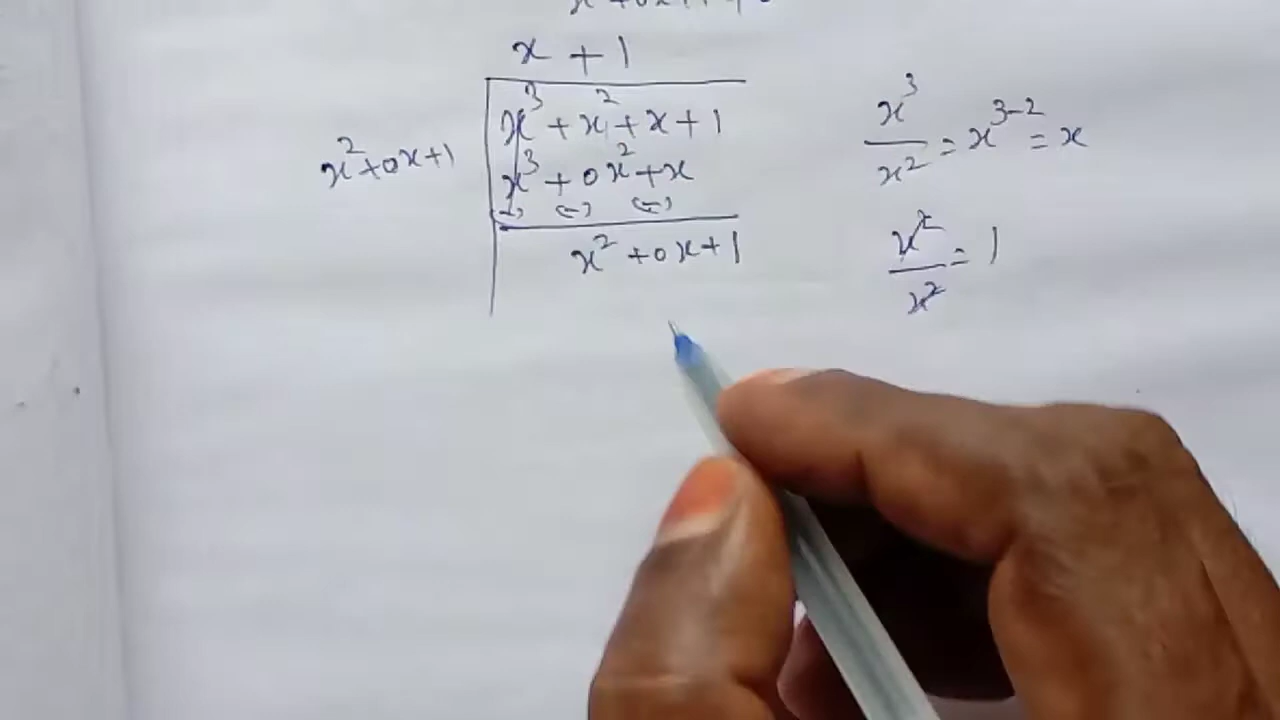 x + 1
x² + 0x + 1
x³ + x² + x + 1
x³ + 0x² + x
(-) (-) (-)
x² + 0x + 1
x³/x² = x³⁻² = x
x²/x² = 1